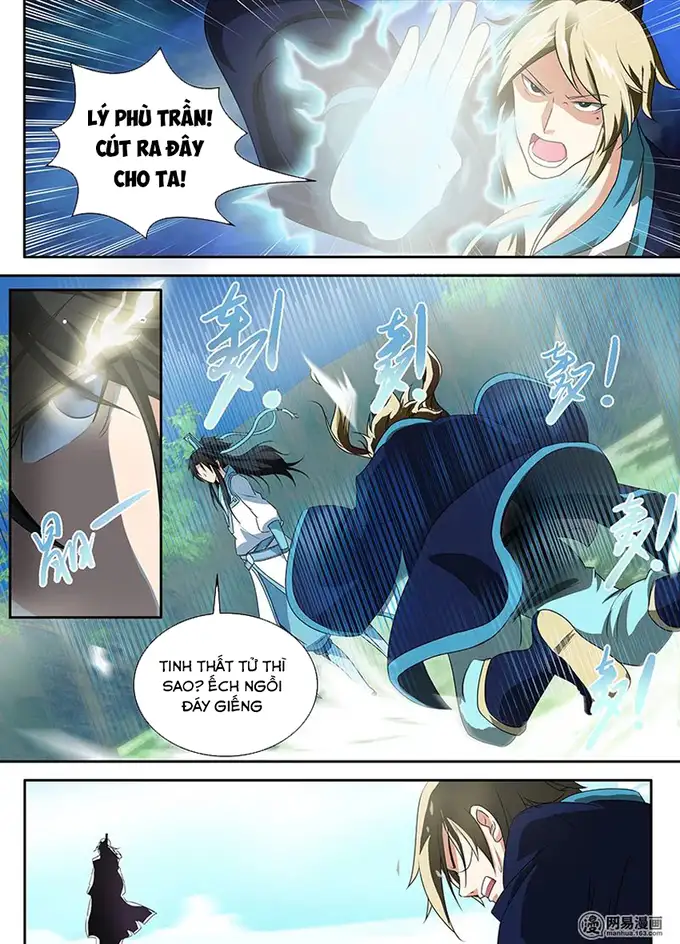 LÝ PHÙ TRẦN!
CÚT RA ĐÂY
CHO TA!
TINH THẤT TỬ THÌ
SAO? ẾCH NGỒI
ĐÁY GIẾNG
网易漫画
manhua.163.com